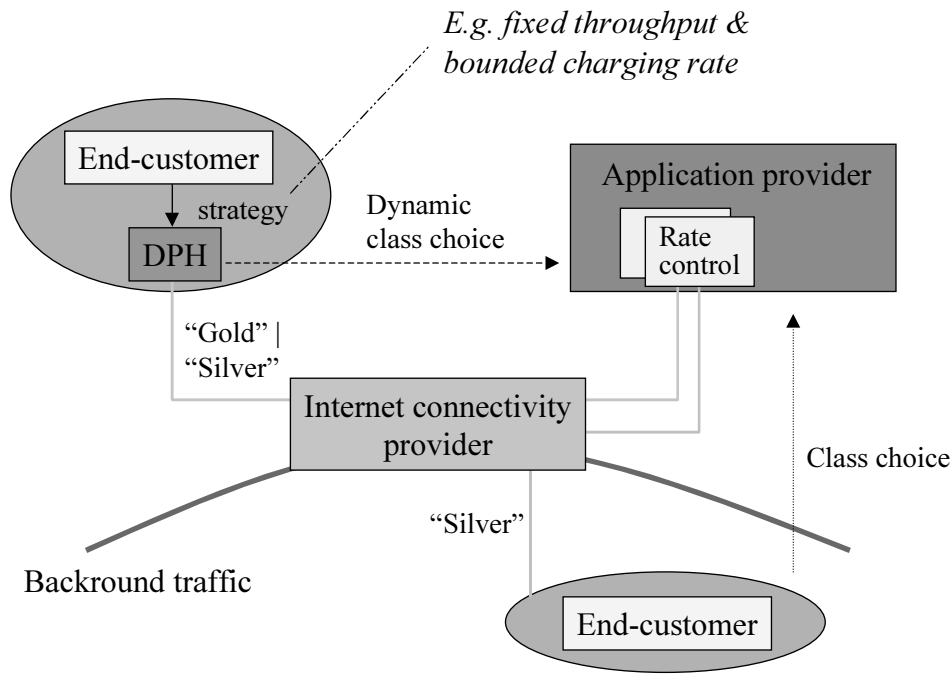 E.g. fixed throughput &
bounded charging rate
End-customer
strategy
DPH
Dynamic
class choice
Application provider
Rate
control
“Gold” |
“Silver”
Internet connectivity
provider
Class choice
“Silver”
Backround traffic
End-customer